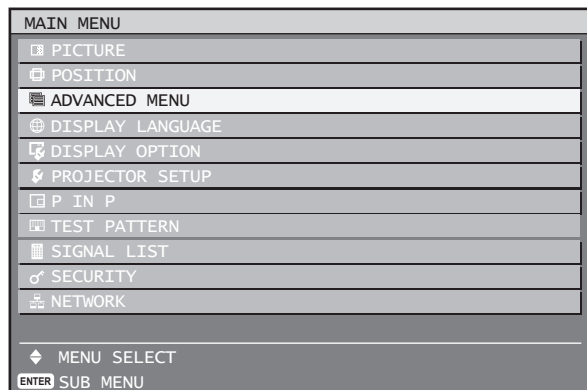 MAIN MENU
PICTURE
POSITION
ADVANCED MENU
DISPLAY LANGUAGE
DISPLAY OPTION
PROJECTOR SETUP
P IN P
TEST PATTERN
SIGNAL LIST
SECURITY
NETWORK
MENU SELECT
ENTER SUB MENU